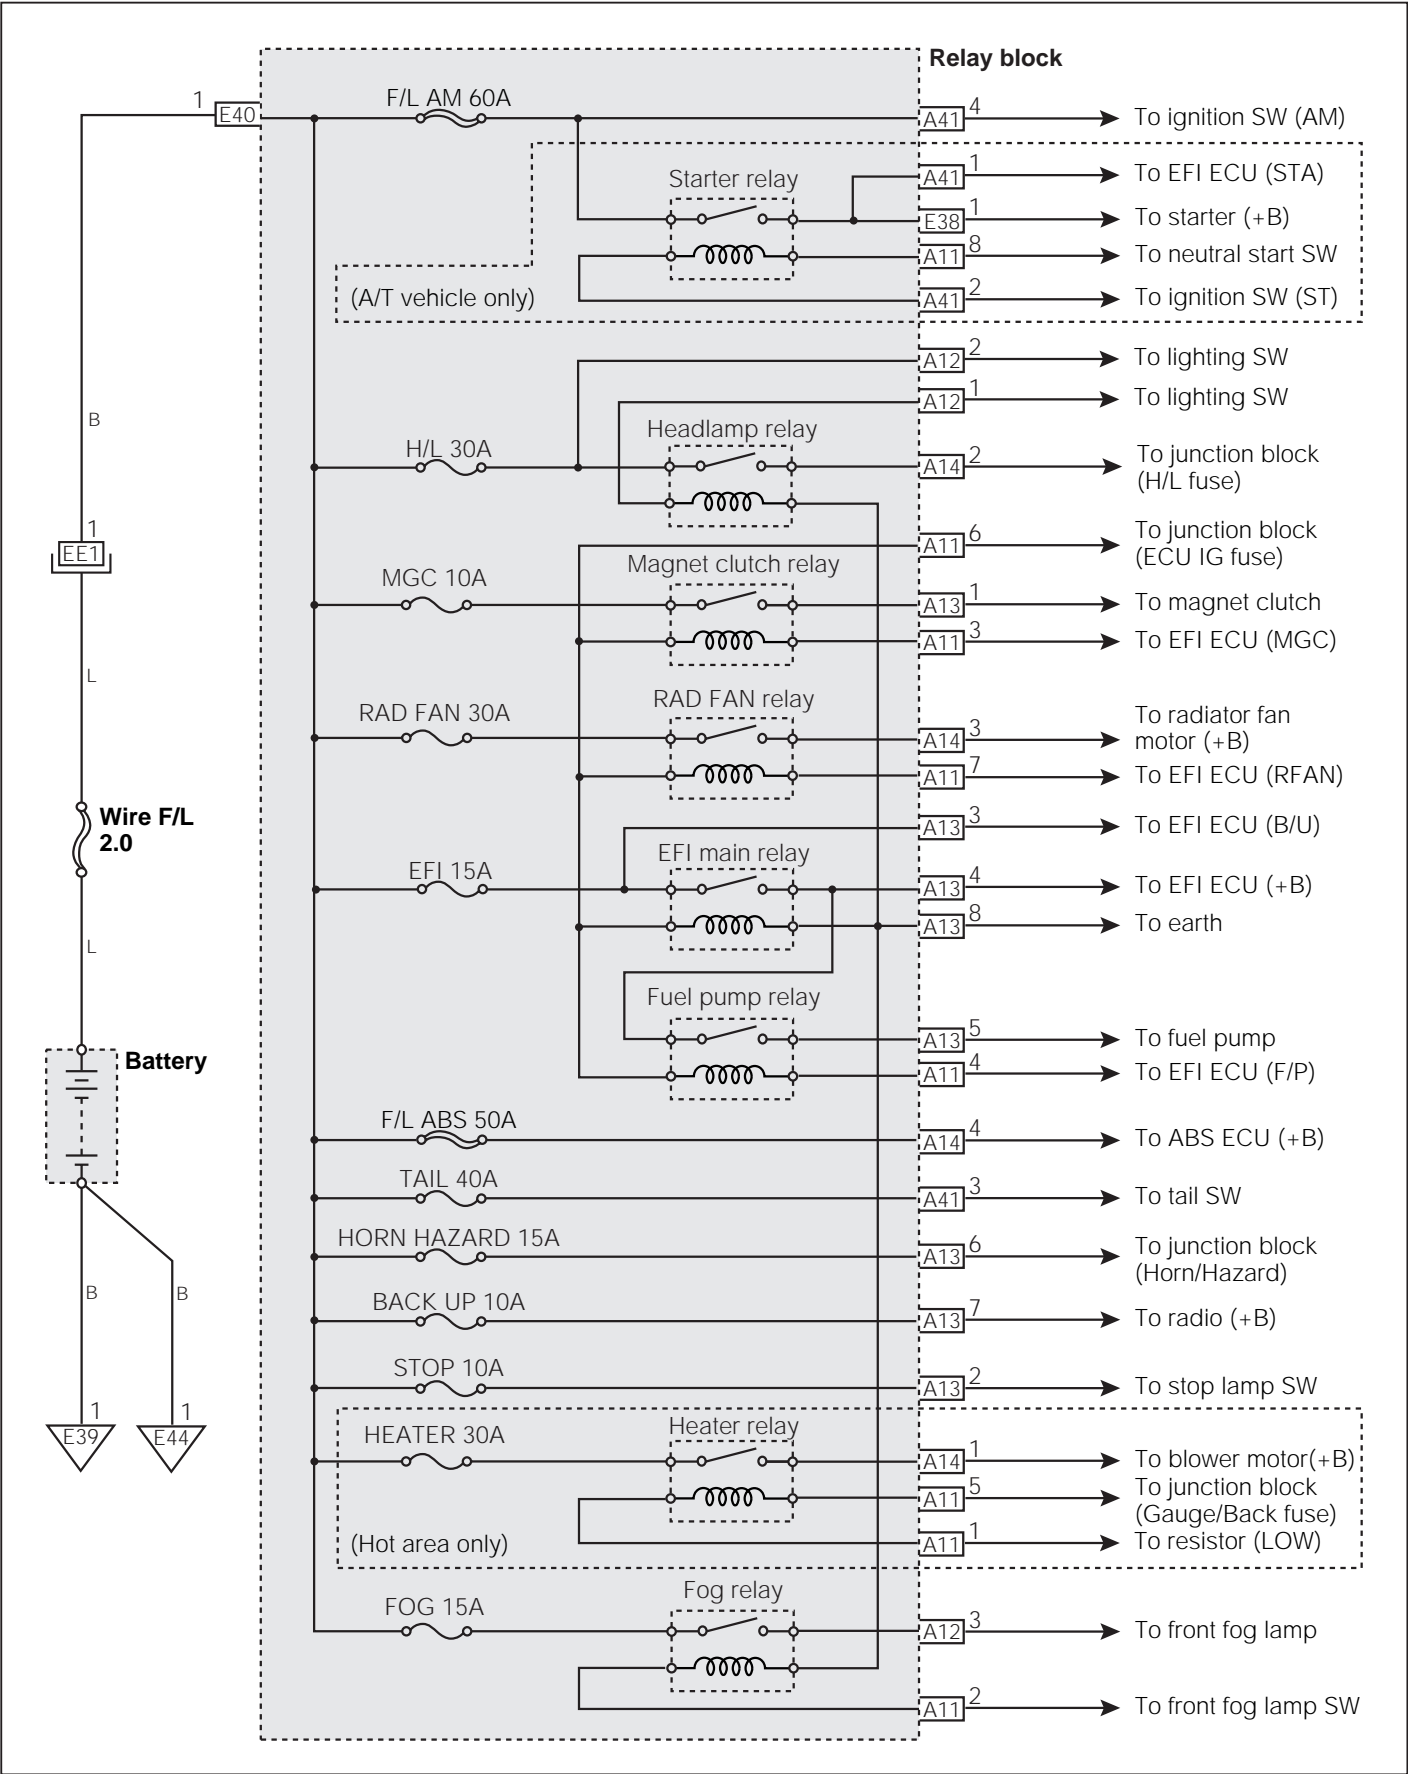 Relay block
1
E40
F/L AM 60A
A41
4
To ignition SW (AM)
Starter relay
A41
1
To EFI ECU (STA)
E38
1
To starter (+B)
A11
8
To neutral start SW
(A/T vehicle only)
A41
2
To ignition SW (ST)
A12
2
To lighting SW
A12
1
To lighting SW
B
Headlamp relay
H/L 30A
A14
2
To junction block
(H/L fuse)
1
EE1
A11
6
To junction block
(ECU IG fuse)
Magnet clutch relay
MGC 10A
A13
1
To magnet clutch
A11
3
To EFI ECU (MGC)
L
RAD FAN relay
RAD FAN 30A
A14
3
To radiator fan
motor (+B)
A11
7
To EFI ECU (RFAN)
Wire F/L
2.0
A13
3
To EFI ECU (B/U)
EFI main relay
EFI 15A
A13
4
To EFI ECU (+B)
A13
8
To earth
L
Fuel pump relay
A13
5
To fuel pump
Battery
A11
4
To EFI ECU (F/P)
F/L ABS 50A
A14
4
To ABS ECU (+B)
TAIL 40A
A41
3
To tail SW
HORN HAZARD 15A
A13
6
To junction block
(Horn/Hazard)
B
B
BACK UP 10A
A13
7
To radio (+B)
STOP 10A
A13
2
To stop lamp SW
1
E39
1
E44
HEATER 30A
Heater relay
A14
1
To blower motor(+B)
A11
5
To junction block
(Gauge/Back fuse)
(Hot area only)
A11
1
To resistor (LOW)
Fog relay
FOG 15A
A12
3
To front fog lamp
A11
2
To front fog lamp SW